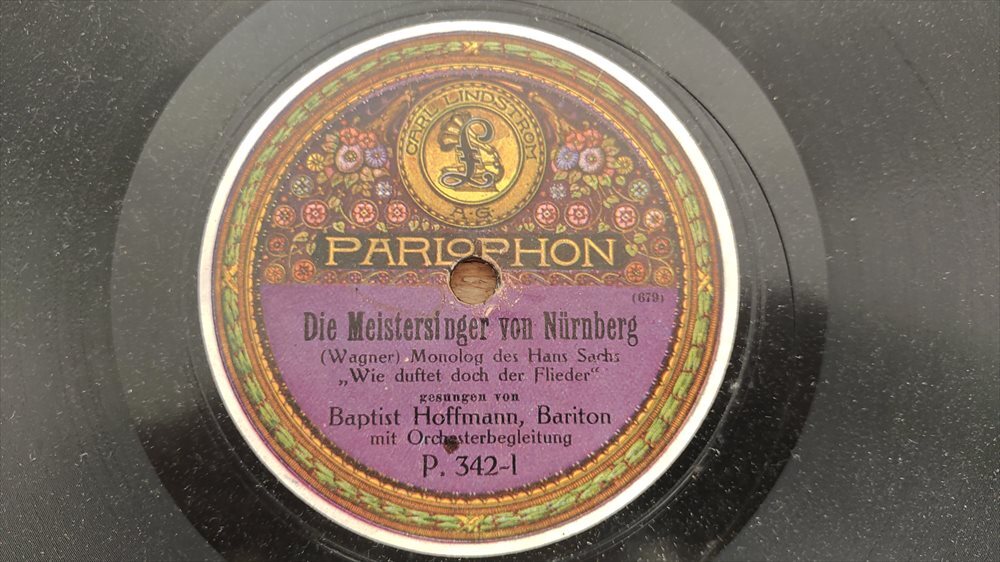 CARL LINDSTROM
£
A·G·
PARLOPHON
(679)
Die Meistersinger von Nürnberg
(Wagner) Monolog des Hans Sachs
„Wie duftet doch der Flieder“
gesungen von
Baptist Hoffmann, Bariton
mit Orchesterbegleitung
P. 342-I